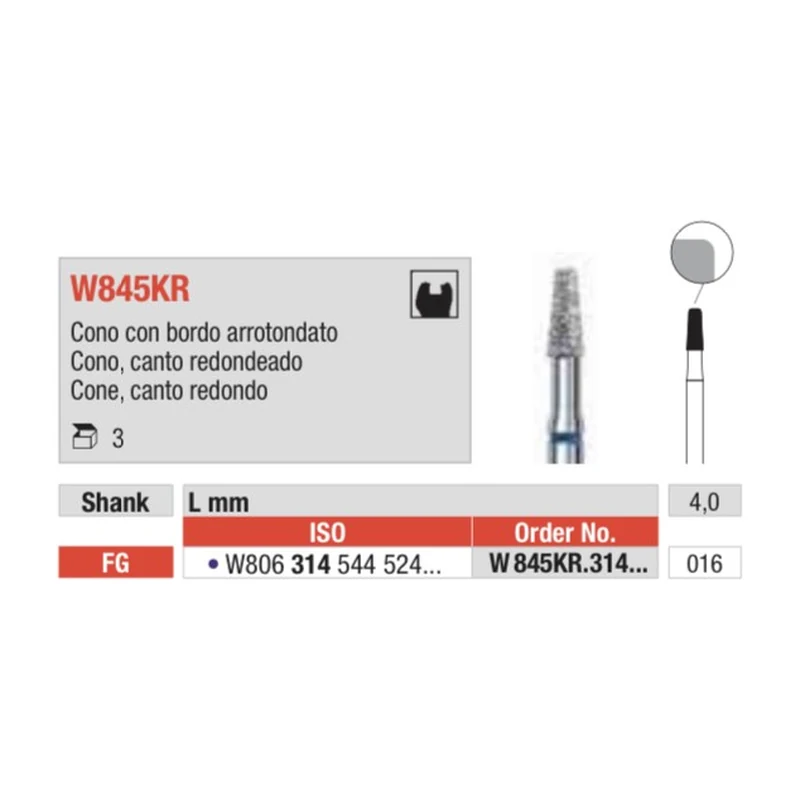 W845KR
Cono con bordo arrotondato
Cono, canto redondeado
Cone, canto redondo
3
Shank L mm 4,0
ISO Order No.
FG • W806 314 544 524... W845KR.314... 016